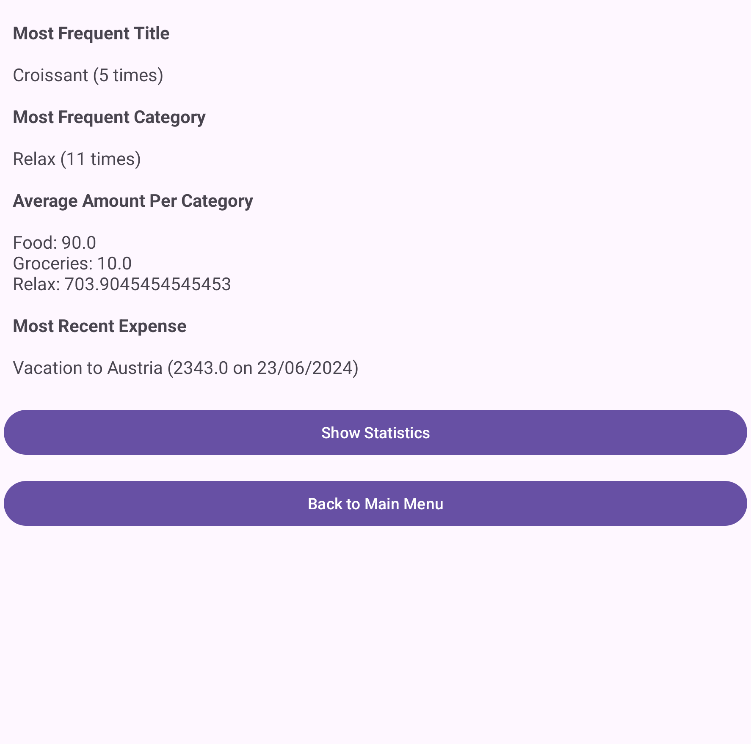 Most Frequent Title
Croissant (5 times)
Most Frequent Category
Relax (11 times)
Average Amount Per Category
Food: 90.0
Groceries: 10.0
Relax: 703.9045454545453
Most Recent Expense
Vacation to Austria (2343.0 on 23/06/2024)
Show Statistics
Back to Main Menu